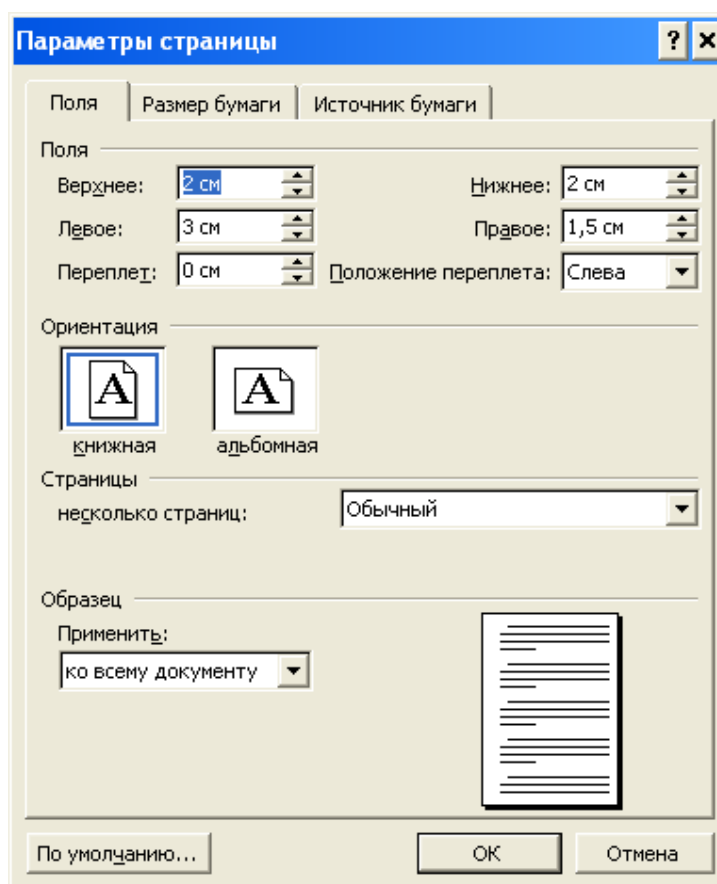 Параметры страницы ? ×
Поля Размер бумаги Источник бумаги
Поля
Верхнее: 2 см Нижнее: 2 см
Левое: 3 см Правое: 1,5 см
Переплет: 0 см Положение переплета: Слева
Ориентация
A A
книжная альбомная
Страницы
несколько страниц: Обычный
Образец
Применить:
ко всему документу
По умолчанию... ОК Отмена